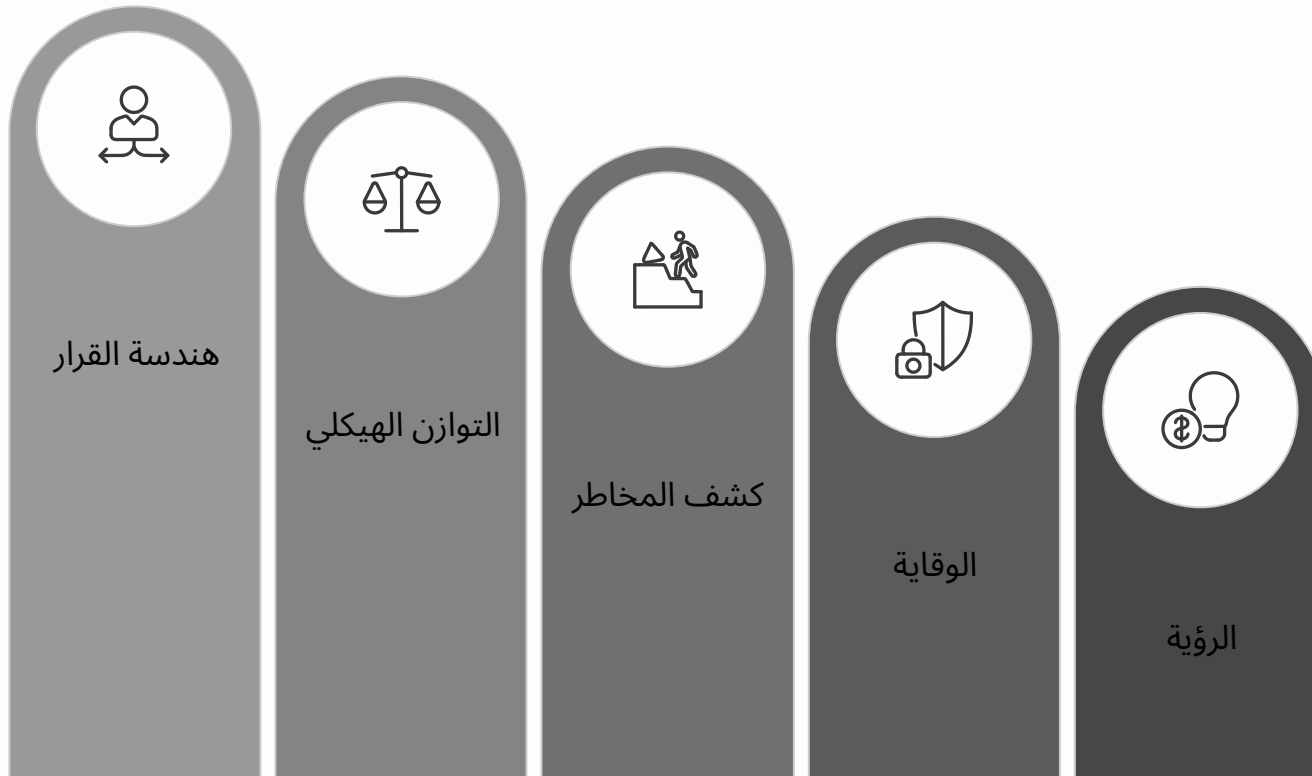 هندسة القرار
التوازن الهيكلي
كشف المخاطر
الوقاية
الرؤية